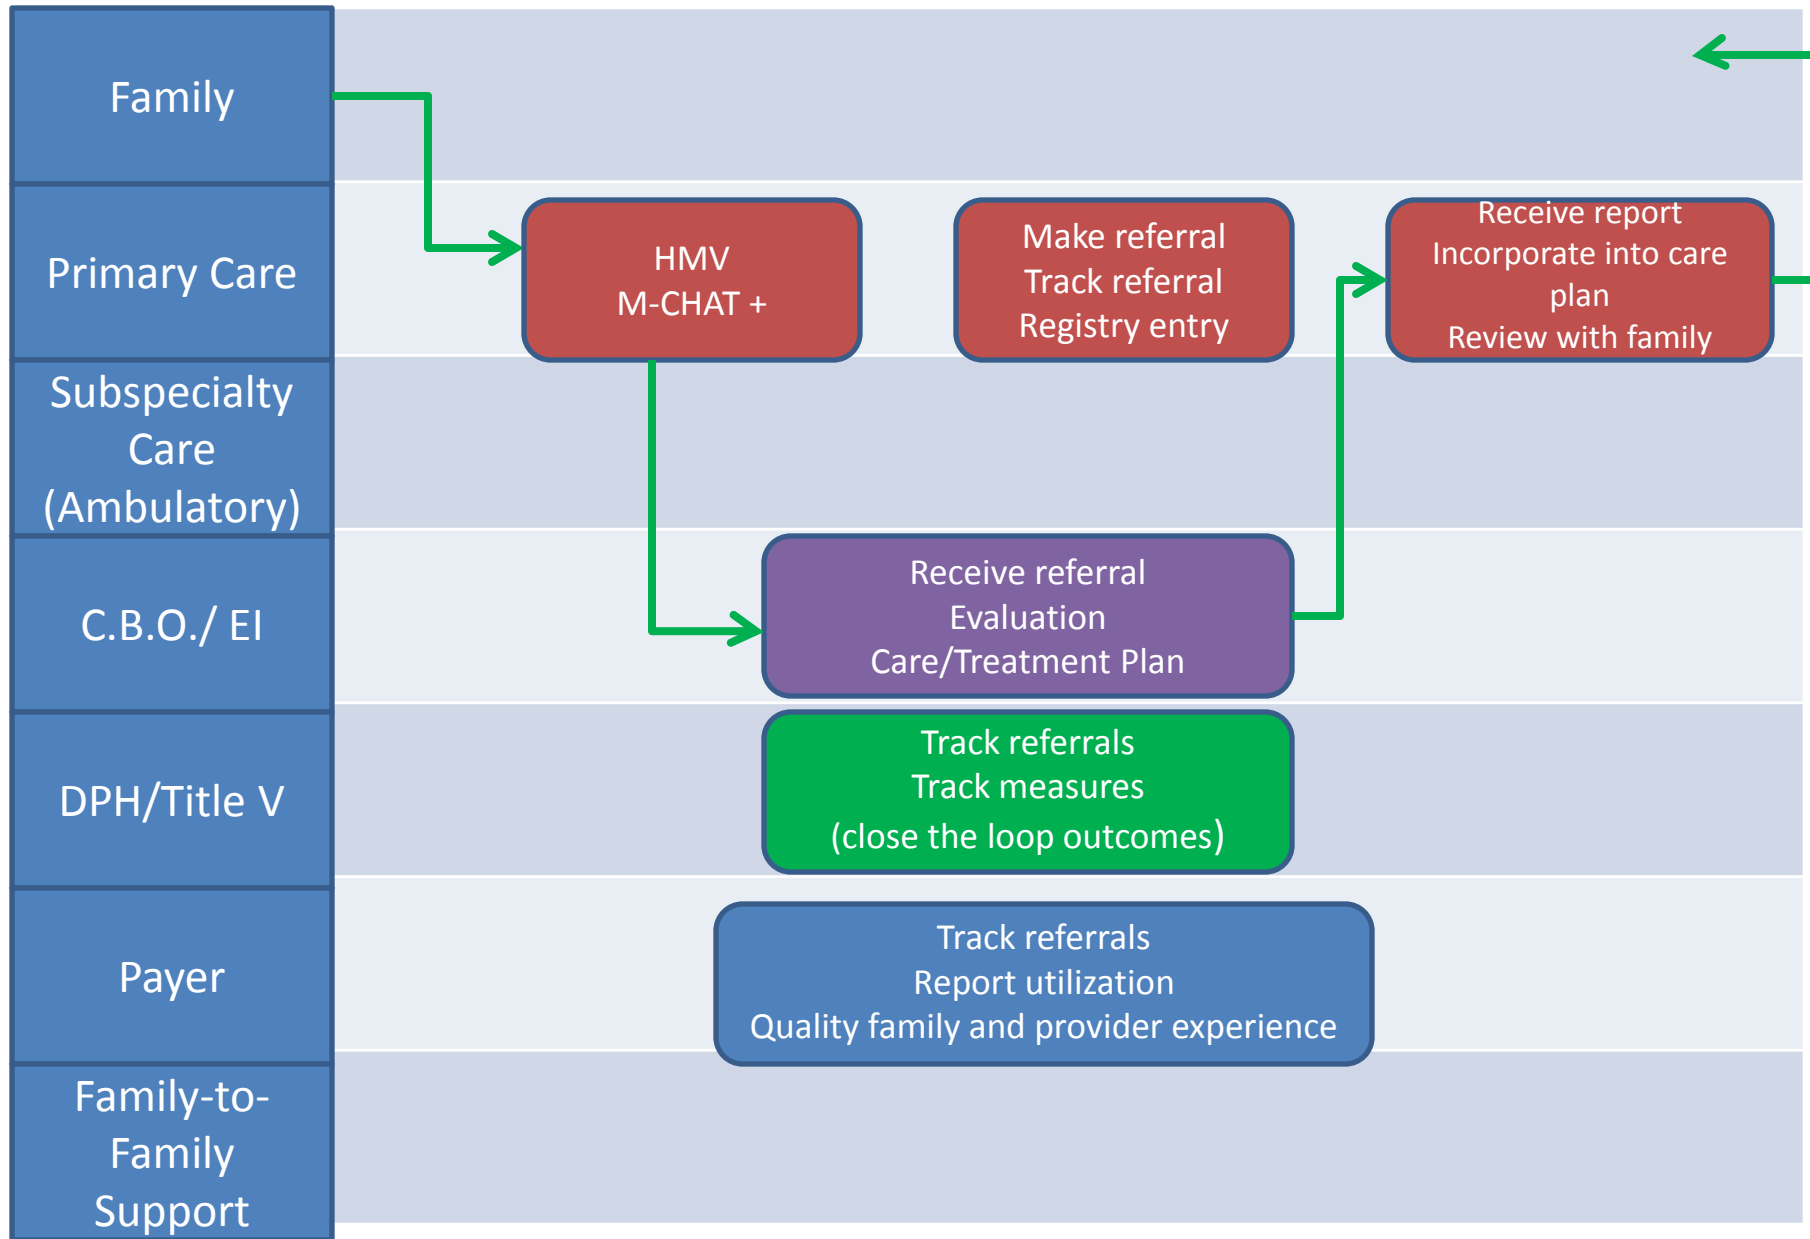 Family
Primary Care
HMV
M-CHAT +
Make referral
Track referral
Registry entry
Receive report
Incorporate into care
plan
Review with family
Subspecialty
Care
(Ambulatory)
C.B.O./ EI
Receive referral
Evaluation
Care/Treatment Plan
DPH/Title V
Track referrals
Track measures
(close the loop outcomes)
Payer
Track referrals
Report utilization
Quality family and provider experience
Family-to-
Family
Support